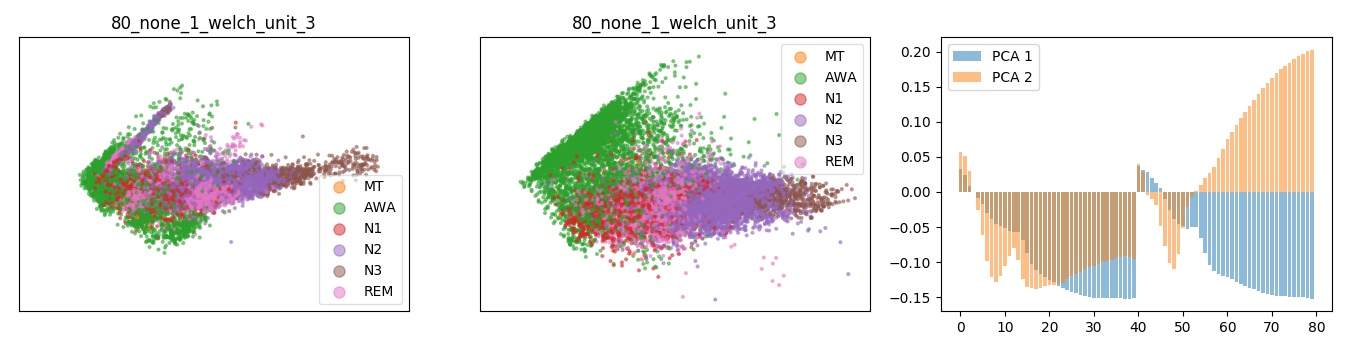 80_none_1_welch_unit_3
MT
AWA
N1
N2
N3
REM
80_none_1_welch_unit_3
MT
AWA
N1
N2
N3
REM
PCA 1
PCA 2
0.20
0.15
0.10
0.05
0.00
−0.05
−0.10
−0.15
0 10 20 30 40 50 60 70 80